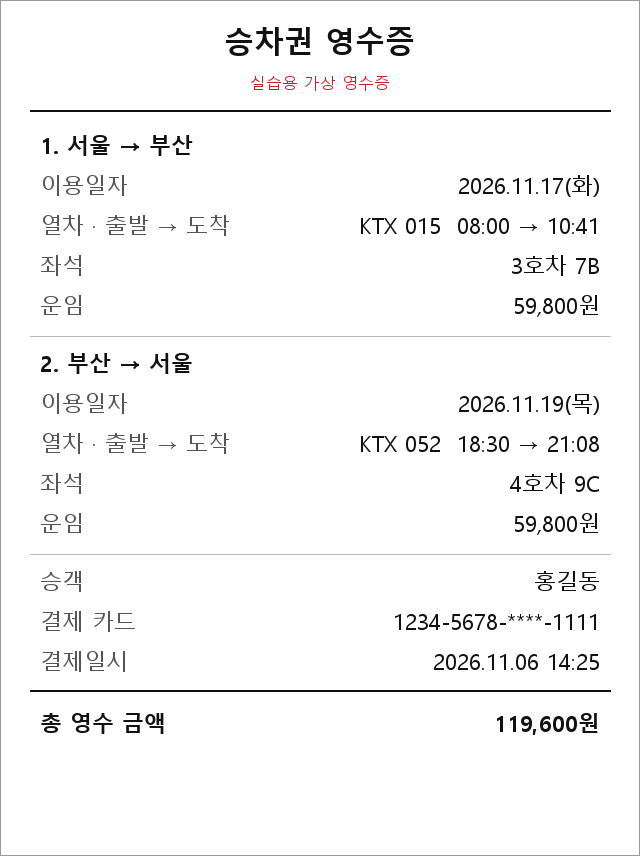 승차권 영수증
실습용 가상 영수증
1. 서울 → 부산
이용일자 2026.11.17(화)
열차 · 출발 → 도착 KTX 015 08:00 → 10:41
좌석 3호차 7B
운임 59,800원
2. 부산 → 서울
이용일자 2026.11.19(목)
열차 · 출발 → 도착 KTX 052 18:30 → 21:08
좌석 4호차 9C
운임 59,800원
승객 홍길동
결제 카드 1234-5678-****-1111
결제일시 2026.11.06 14:25
총 영수 금액 119,600원